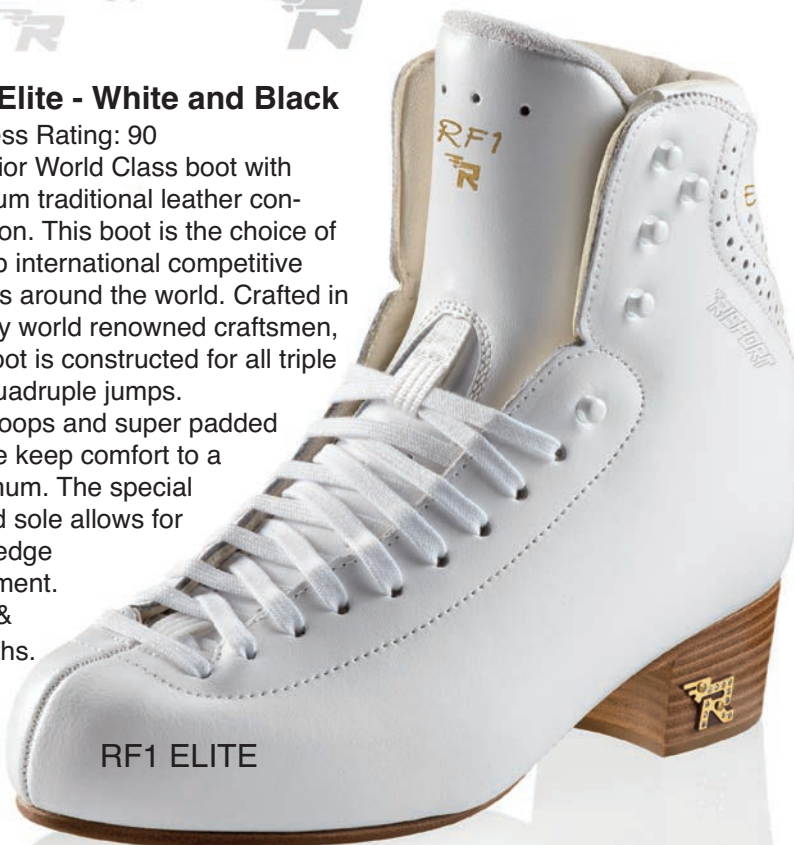 Elite - White and Black
ess Rating: 90
ior World Class boot with
um traditional leather con-
on. This boot is the choice of
o international competitive
s around the world. Crafted in
y world renowned craftsmen,
oot is constructed for all triple
uadruple jumps.
oops and super padded
e keep comfort to a
num. The special
d sole allows for
edge
ment.
&
hs.
RF1
R
E
RISPORT
R
RF1 ELITE